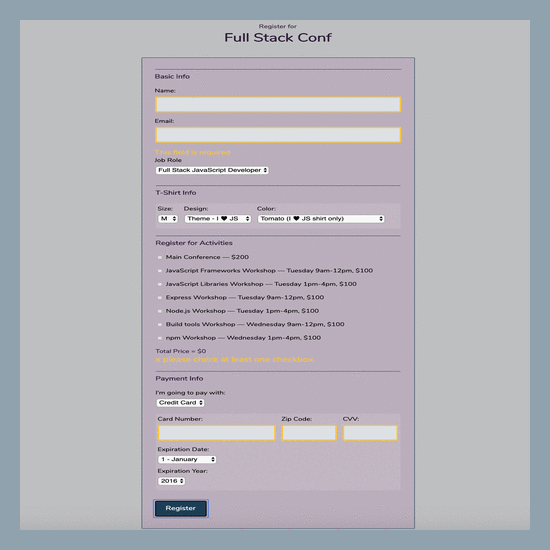 Register for
Full Stack Conf
Basic Info
Name:
Email:
This field is required
Job Role
Full Stack JavaScript Developer
T-Shirt Info
Size: Design: Color:
M Theme - I ♥ JS Tomato (I ♥ JS shirt only)
Register for Activities
Main Conference — $200
JavaScript Frameworks Workshop — Tuesday 9am-12pm, $100
JavaScript Libraries Workshop — Tuesday 1pm-4pm, $100
Express Workshop — Tuesday 9am-12pm, $100
Node.js Workshop — Tuesday 1pm-4pm, $100
Build tools Workshop — Wednesday 9am-12pm, $100
npm Workshop — Wednesday 1pm-4pm, $100
Total Price = $0
please check at least one checkbox.
Payment Info
I'm going to pay with:
Credit Card
Card Number: Zip Code: CVV:
Expiration Date:
1 - January
Expiration Year:
2016
Register